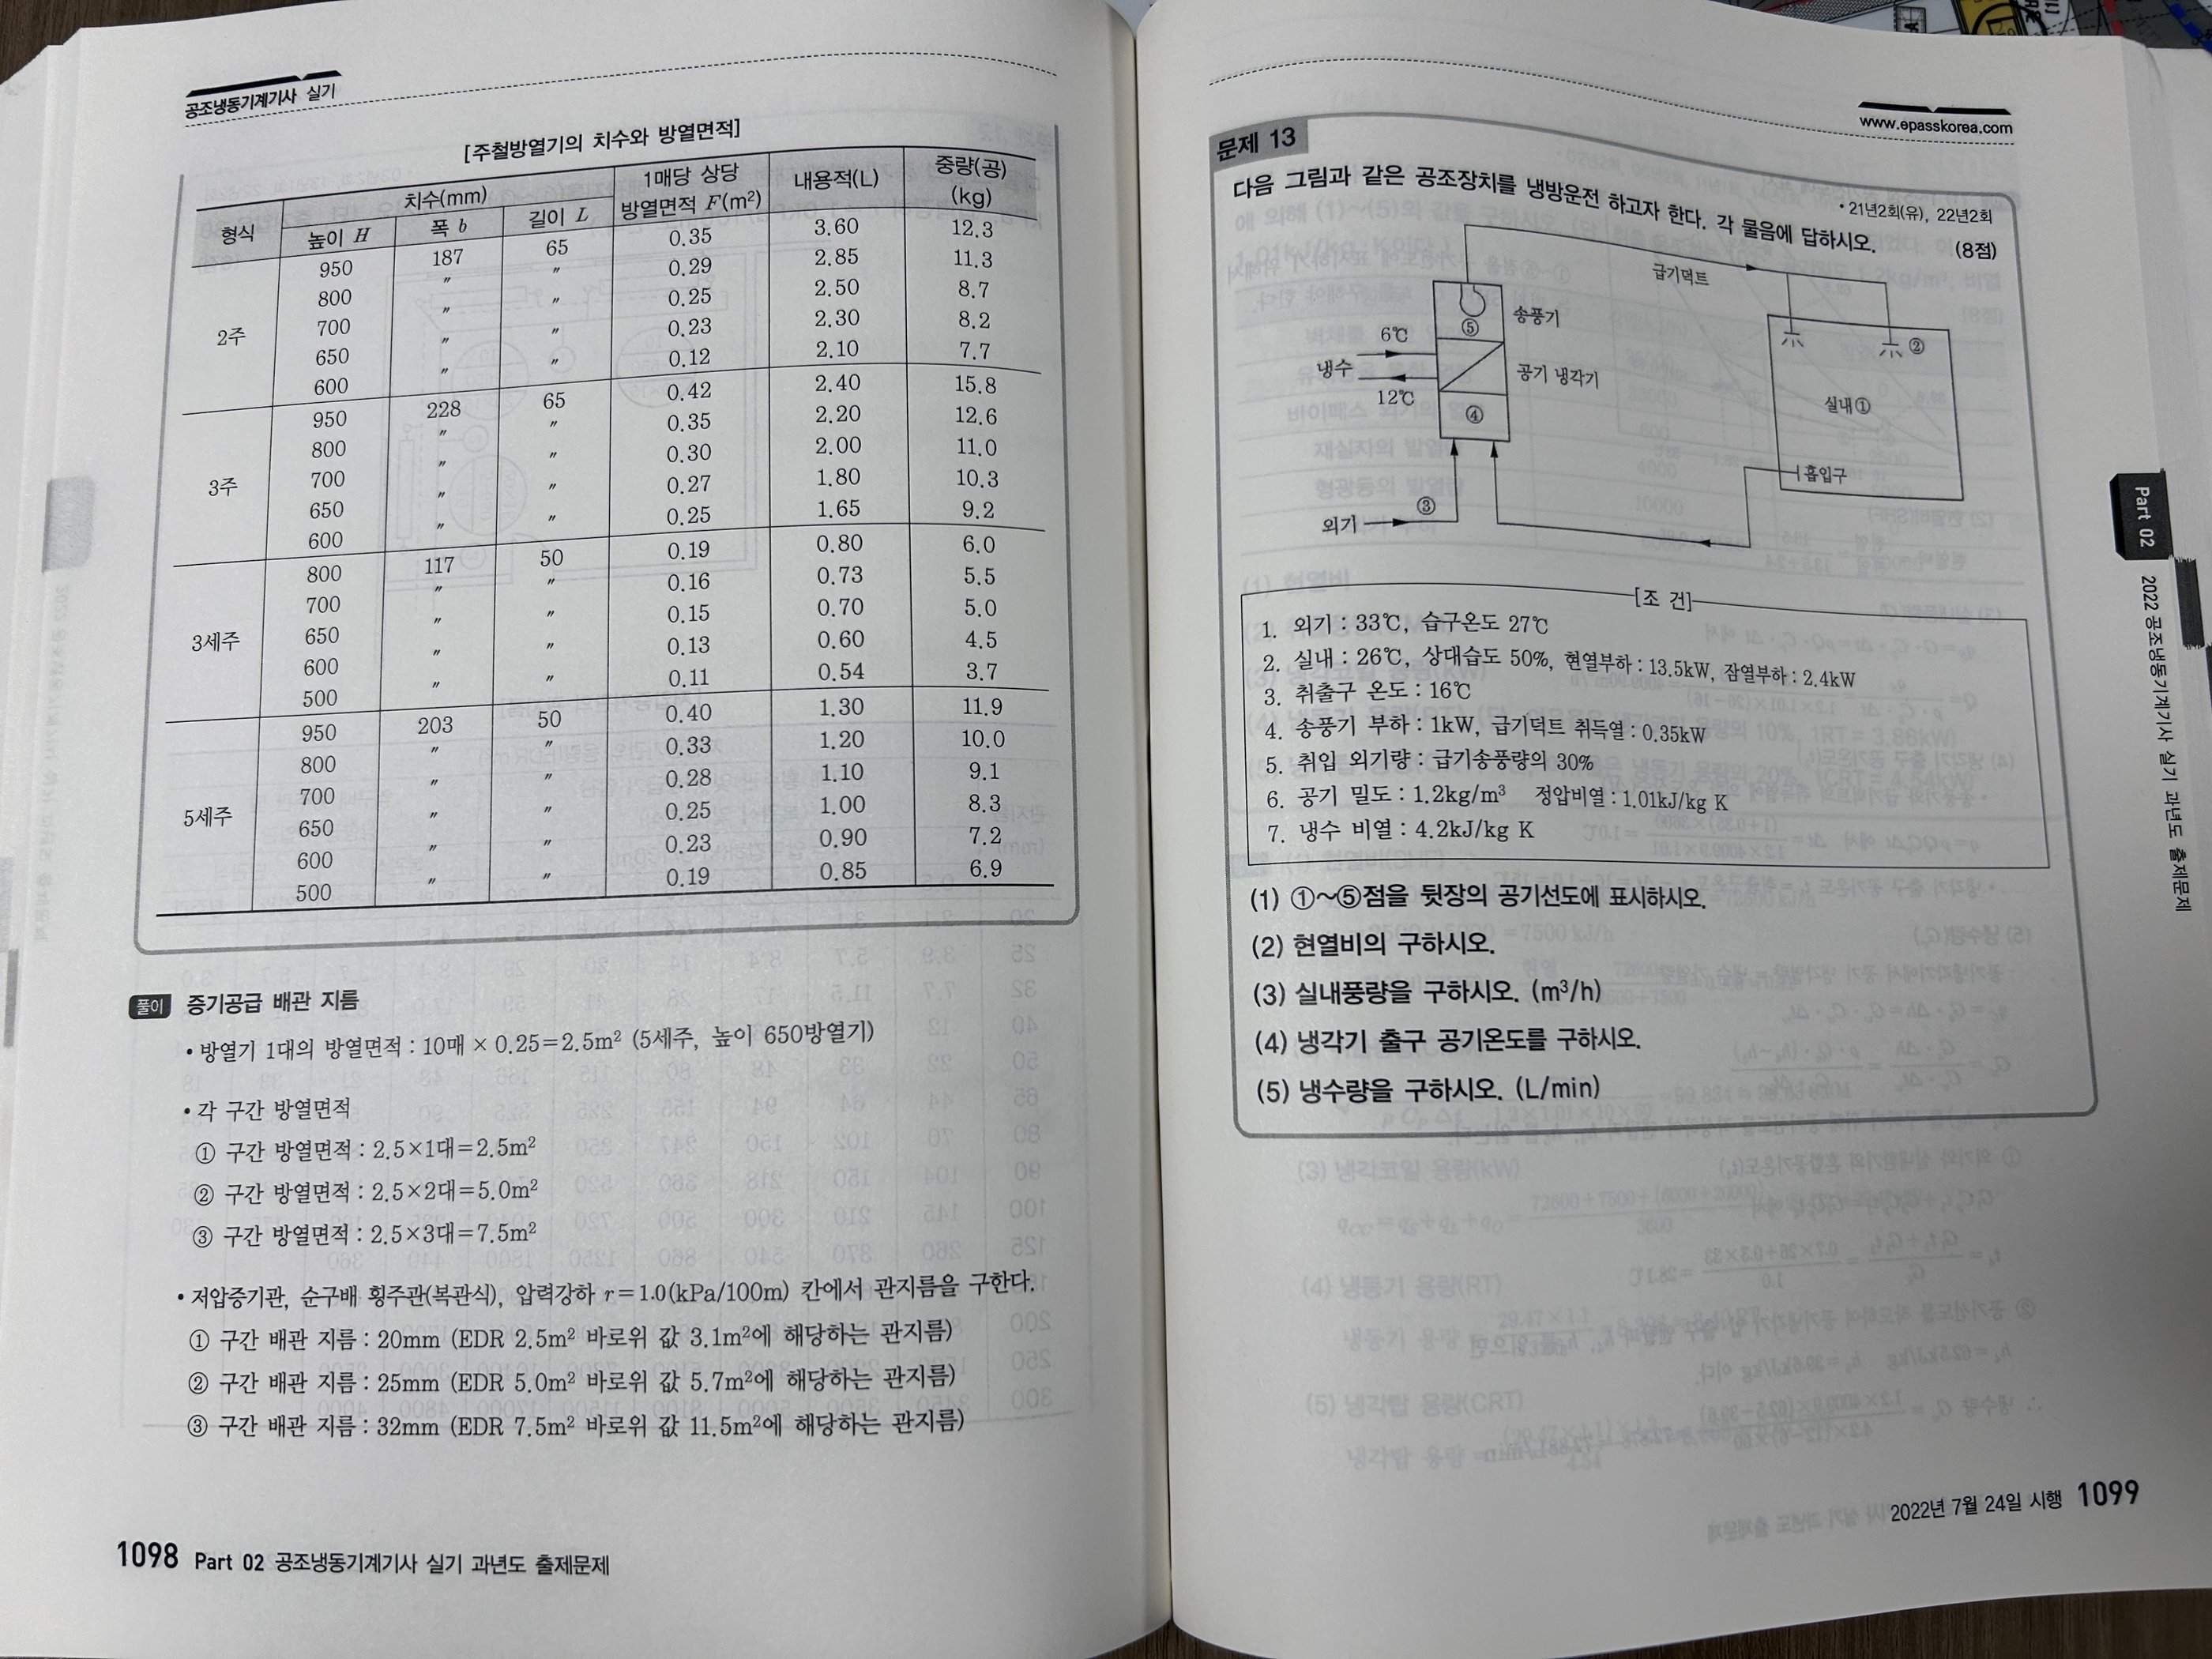 공조냉동기계기사 실기
[주철방열기의 치수와 방열면적]
형식 치수(mm) 1매당 상당 방열면적 F(m²) 내용적(L) 중량(공) (kg)
높이 H 폭 b 길이 L
2주 950 187 65 0.35 3.60 12.3
800 〃 〃 0.29 2.85 11.3
700 〃 〃 0.25 2.50 8.7
650 〃 〃 0.23 2.30 8.2
600 〃 〃 0.12 2.10 7.7
3주 950 228 65 0.42 2.40 15.8
800 〃 〃 0.35 2.20 12.6
700 〃 〃 0.30 2.00 11.0
650 〃 〃 0.27 1.80 10.3
600 〃 〃 0.25 1.65 9.2
3세주 800 117 50 0.19 0.80 6.0
700 〃 〃 0.16 0.73 5.5
650 〃 〃 0.15 0.70 5.0
600 〃 〃 0.13 0.60 4.5
500 〃 〃 0.11 0.54 3.7
5세주 950 203 50 0.40 1.30 11.9
800 〃 〃 0.33 1.20 10.0
700 〃 〃 0.28 1.10 9.1
650 〃 〃 0.25 1.00 8.3
600 〃 〃 0.23 0.90 7.2
500 〃 〃 0.19 0.85 6.9
풀이 증기공급 배관 지름
• 방열기 1대의 방열면적 : 10매 × 0.25=2.5m² (5세주, 높이 650방열기)
• 각 구간 방열면적
① 구간 방열면적 : 2.5×1대=2.5m²
② 구간 방열면적 : 2.5×2대=5.0m²
③ 구간 방열면적 : 2.5×3대=7.5m²
• 저압증기관, 순구배 횡주관(복관식), 압력강하 r=1.0(kPa/100m) 칸에서 관지름을 구한다.
① 구간 배관 지름 : 20mm (EDR 2.5m² 바로위 값 3.1m²에 해당하는 관지름)
② 구간 배관 지름 : 25mm (EDR 5.0m² 바로위 값 5.7m²에 해당하는 관지름)
③ 구간 배관 지름 : 32mm (EDR 7.5m² 바로위 값 11.5m²에 해당하는 관지름)
1098 Part 02 공조냉동기계기사 실기 과년도 출제문제
www.epasskorea.com
문제 13
• 21년2회(유), 22년2회
다음 그림과 같은 공조장치를 냉방운전 하고자 한다. 각 물음에 답하시오. (8점)
급기덕트
송풍기
⑤
6℃
냉수
12℃
공기 냉각기
④
②
실내①
흡입구
외기
③
[조 건]
1. 외기 : 33℃, 습구온도 27℃
2. 실내 : 26℃, 상대습도 50%, 현열부하 : 13.5kW, 잠열부하 : 2.4kW
3. 취출구 온도 : 16℃
4. 송풍기 부하 : 1kW, 급기덕트 취득열 : 0.35kW
5. 취입 외기량 : 급기송풍량의 30%
6. 공기 밀도 : 1.2kg/m³ 정압비열 : 1.01kJ/kg K
7. 냉수 비열 : 4.2kJ/kg K
(1) ①~⑤점을 뒷장의 공기선도에 표시하시오.
(2) 현열비의 구하시오.
(3) 실내풍량을 구하시오. (m³/h)
(4) 냉각기 출구 공기온도를 구하시오.
(5) 냉수량을 구하시오. (L/min)
Part 02
2022 공조냉동기계기사 실기 과년도 출제문제
2022년 7월 24일 시행 1099